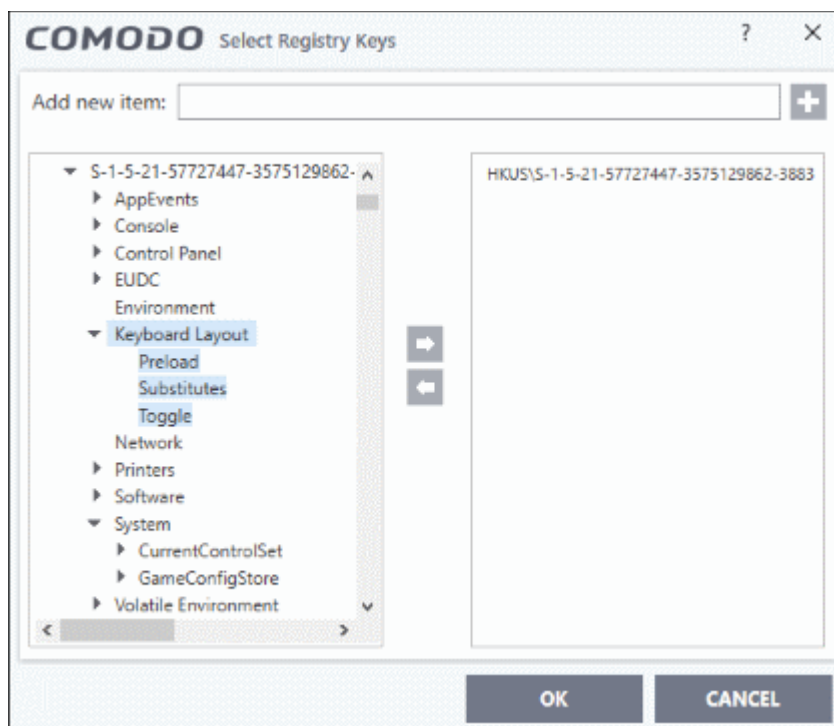 COMODO Select Registry Keys ? ×
Add new item:
S-1-5-21-57727447-3575129862-
AppEvents
Console
Control Panel
EUDC
Environment
Keyboard Layout
Preload
Substitutes
Toggle
Network
Printers
Software
System
CurrentControlSet
GameConfigStore
Volatile Environment
HKUS\S-1-5-21-57727447-3575129862-3883
OK CANCEL